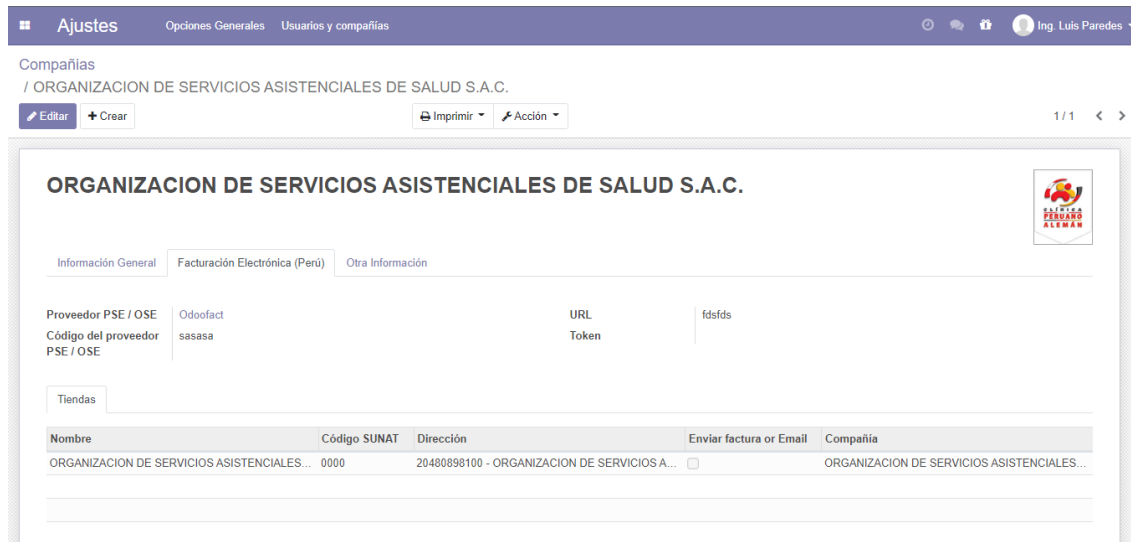 Ajustes Opciones Generales Usuarios y compañías Ing. Luis Paredes
Compañias
/ ORGANIZACION DE SERVICIOS ASISTENCIALES DE SALUD S.A.C.
Editar + Crear Imprimir Acción 1 / 1
ORGANIZACION DE SERVICIOS ASISTENCIALES DE SALUD S.A.C.
CLÍNICA
PERUANO
ALEMÁN
Información General Facturación Electrónica (Perú) Otra Información
Proveedor PSE / OSE Odoofact URL fdsfds
Código del proveedor sasasa Token
PSE / OSE
Tiendas
Nombre Código SUNAT Dirección Enviar factura or Email Compañia
ORGANIZACION DE SERVICIOS ASISTENCIALES... 0000 20480898100 - ORGANIZACION DE SERVICIOS A... ORGANIZACION DE SERVICIOS ASISTENCIALES...